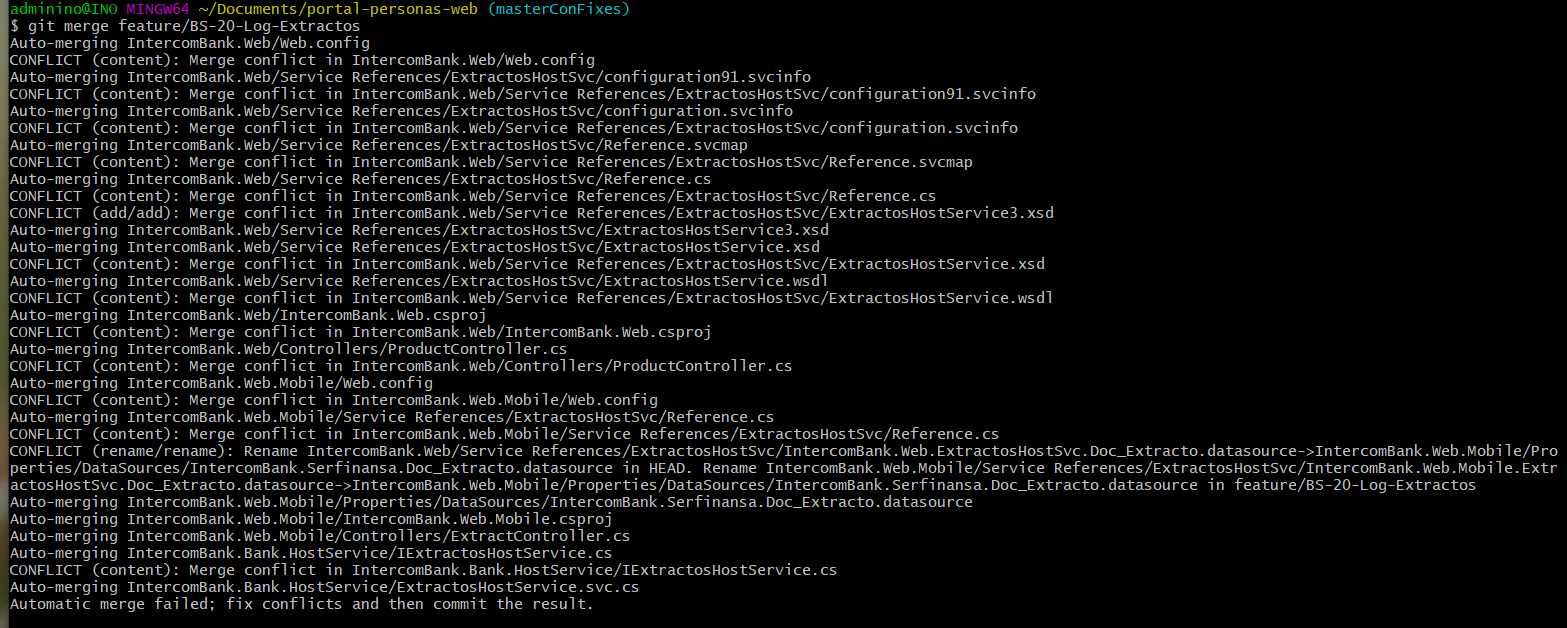 adminino@INO MINGW64 ~/Documents/portal-personas-web (masterConFixes)
$ git merge feature/BS-20-Log-Extractos
Auto-merging IntercomBank.Web/Web.config
CONFLICT (content): Merge conflict in IntercomBank.Web/Web.config
Auto-merging IntercomBank.Web/Service References/ExtractosHostSvc/configuration91.svcinfo
CONFLICT (content): Merge conflict in IntercomBank.Web/Service References/ExtractosHostSvc/configuration91.svcinfo
Auto-merging IntercomBank.Web/Service References/ExtractosHostSvc/configuration.svcinfo
CONFLICT (content): Merge conflict in IntercomBank.Web/Service References/ExtractosHostSvc/configuration.svcinfo
Auto-merging IntercomBank.Web/Service References/ExtractosHostSvc/Reference.svcmap
CONFLICT (content): Merge conflict in IntercomBank.Web/Service References/ExtractosHostSvc/Reference.svcmap
Auto-merging IntercomBank.Web/Service References/ExtractosHostSvc/Reference.cs
CONFLICT (content): Merge conflict in IntercomBank.Web/Service References/ExtractosHostSvc/Reference.cs
CONFLICT (add/add): Merge conflict in IntercomBank.Web/Service References/ExtractosHostSvc/ExtractosHostService3.xsd
Auto-merging IntercomBank.Web/Service References/ExtractosHostSvc/ExtractosHostService3.xsd
Auto-merging IntercomBank.Web/Service References/ExtractosHostSvc/ExtractosHostService.xsd
CONFLICT (content): Merge conflict in IntercomBank.Web/Service References/ExtractosHostSvc/ExtractosHostService.xsd
Auto-merging IntercomBank.Web/Service References/ExtractosHostSvc/ExtractosHostService.wsdl
CONFLICT (content): Merge conflict in IntercomBank.Web/Service References/ExtractosHostSvc/ExtractosHostService.wsdl
Auto-merging IntercomBank.Web/IntercomBank.Web.csproj
CONFLICT (content): Merge conflict in IntercomBank.Web/IntercomBank.Web.csproj
Auto-merging IntercomBank.Web/Controllers/ProductController.cs
CONFLICT (content): Merge conflict in IntercomBank.Web/Controllers/ProductController.cs
Auto-merging IntercomBank.Web.Mobile/Web.config
CONFLICT (content): Merge conflict in IntercomBank.Web.Mobile/Web.config
Auto-merging IntercomBank.Web.Mobile/Service References/ExtractosHostSvc/Reference.cs
CONFLICT (content): Merge conflict in IntercomBank.Web.Mobile/Service References/ExtractosHostSvc/Reference.cs
CONFLICT (rename/rename): Rename IntercomBank.Web/Service References/ExtractosHostSvc/IntercomBank.Web.ExtractosHostSvc.Doc_Extracto.datasource->IntercomBank.Web.Mobile/Pro
perties/DataSources/IntercomBank.Serfinansa.Doc_Extracto.datasource in HEAD. Rename IntercomBank.Web.Mobile/Service References/ExtractosHostSvc/IntercomBank.Web.Mobile.Extr
actosHostSvc.Doc_Extracto.datasource->IntercomBank.Web.Mobile/Properties/DataSources/IntercomBank.Serfinansa.Doc_Extracto.datasource in feature/BS-20-Log-Extractos
Auto-merging IntercomBank.Web.Mobile/Properties/DataSources/IntercomBank.Serfinansa.Doc_Extracto.datasource
Auto-merging IntercomBank.Web.Mobile/IntercomBank.Web.Mobile.csproj
Auto-merging IntercomBank.Web.Mobile/Controllers/ExtractController.cs
Auto-merging IntercomBank.Bank.HostService/IExtractosHostService.cs
CONFLICT (content): Merge conflict in IntercomBank.Bank.HostService/IExtractosHostService.cs
Auto-merging IntercomBank.Bank.HostService/ExtractosHostService.svc.cs
Automatic merge failed; fix conflicts and then commit the result.